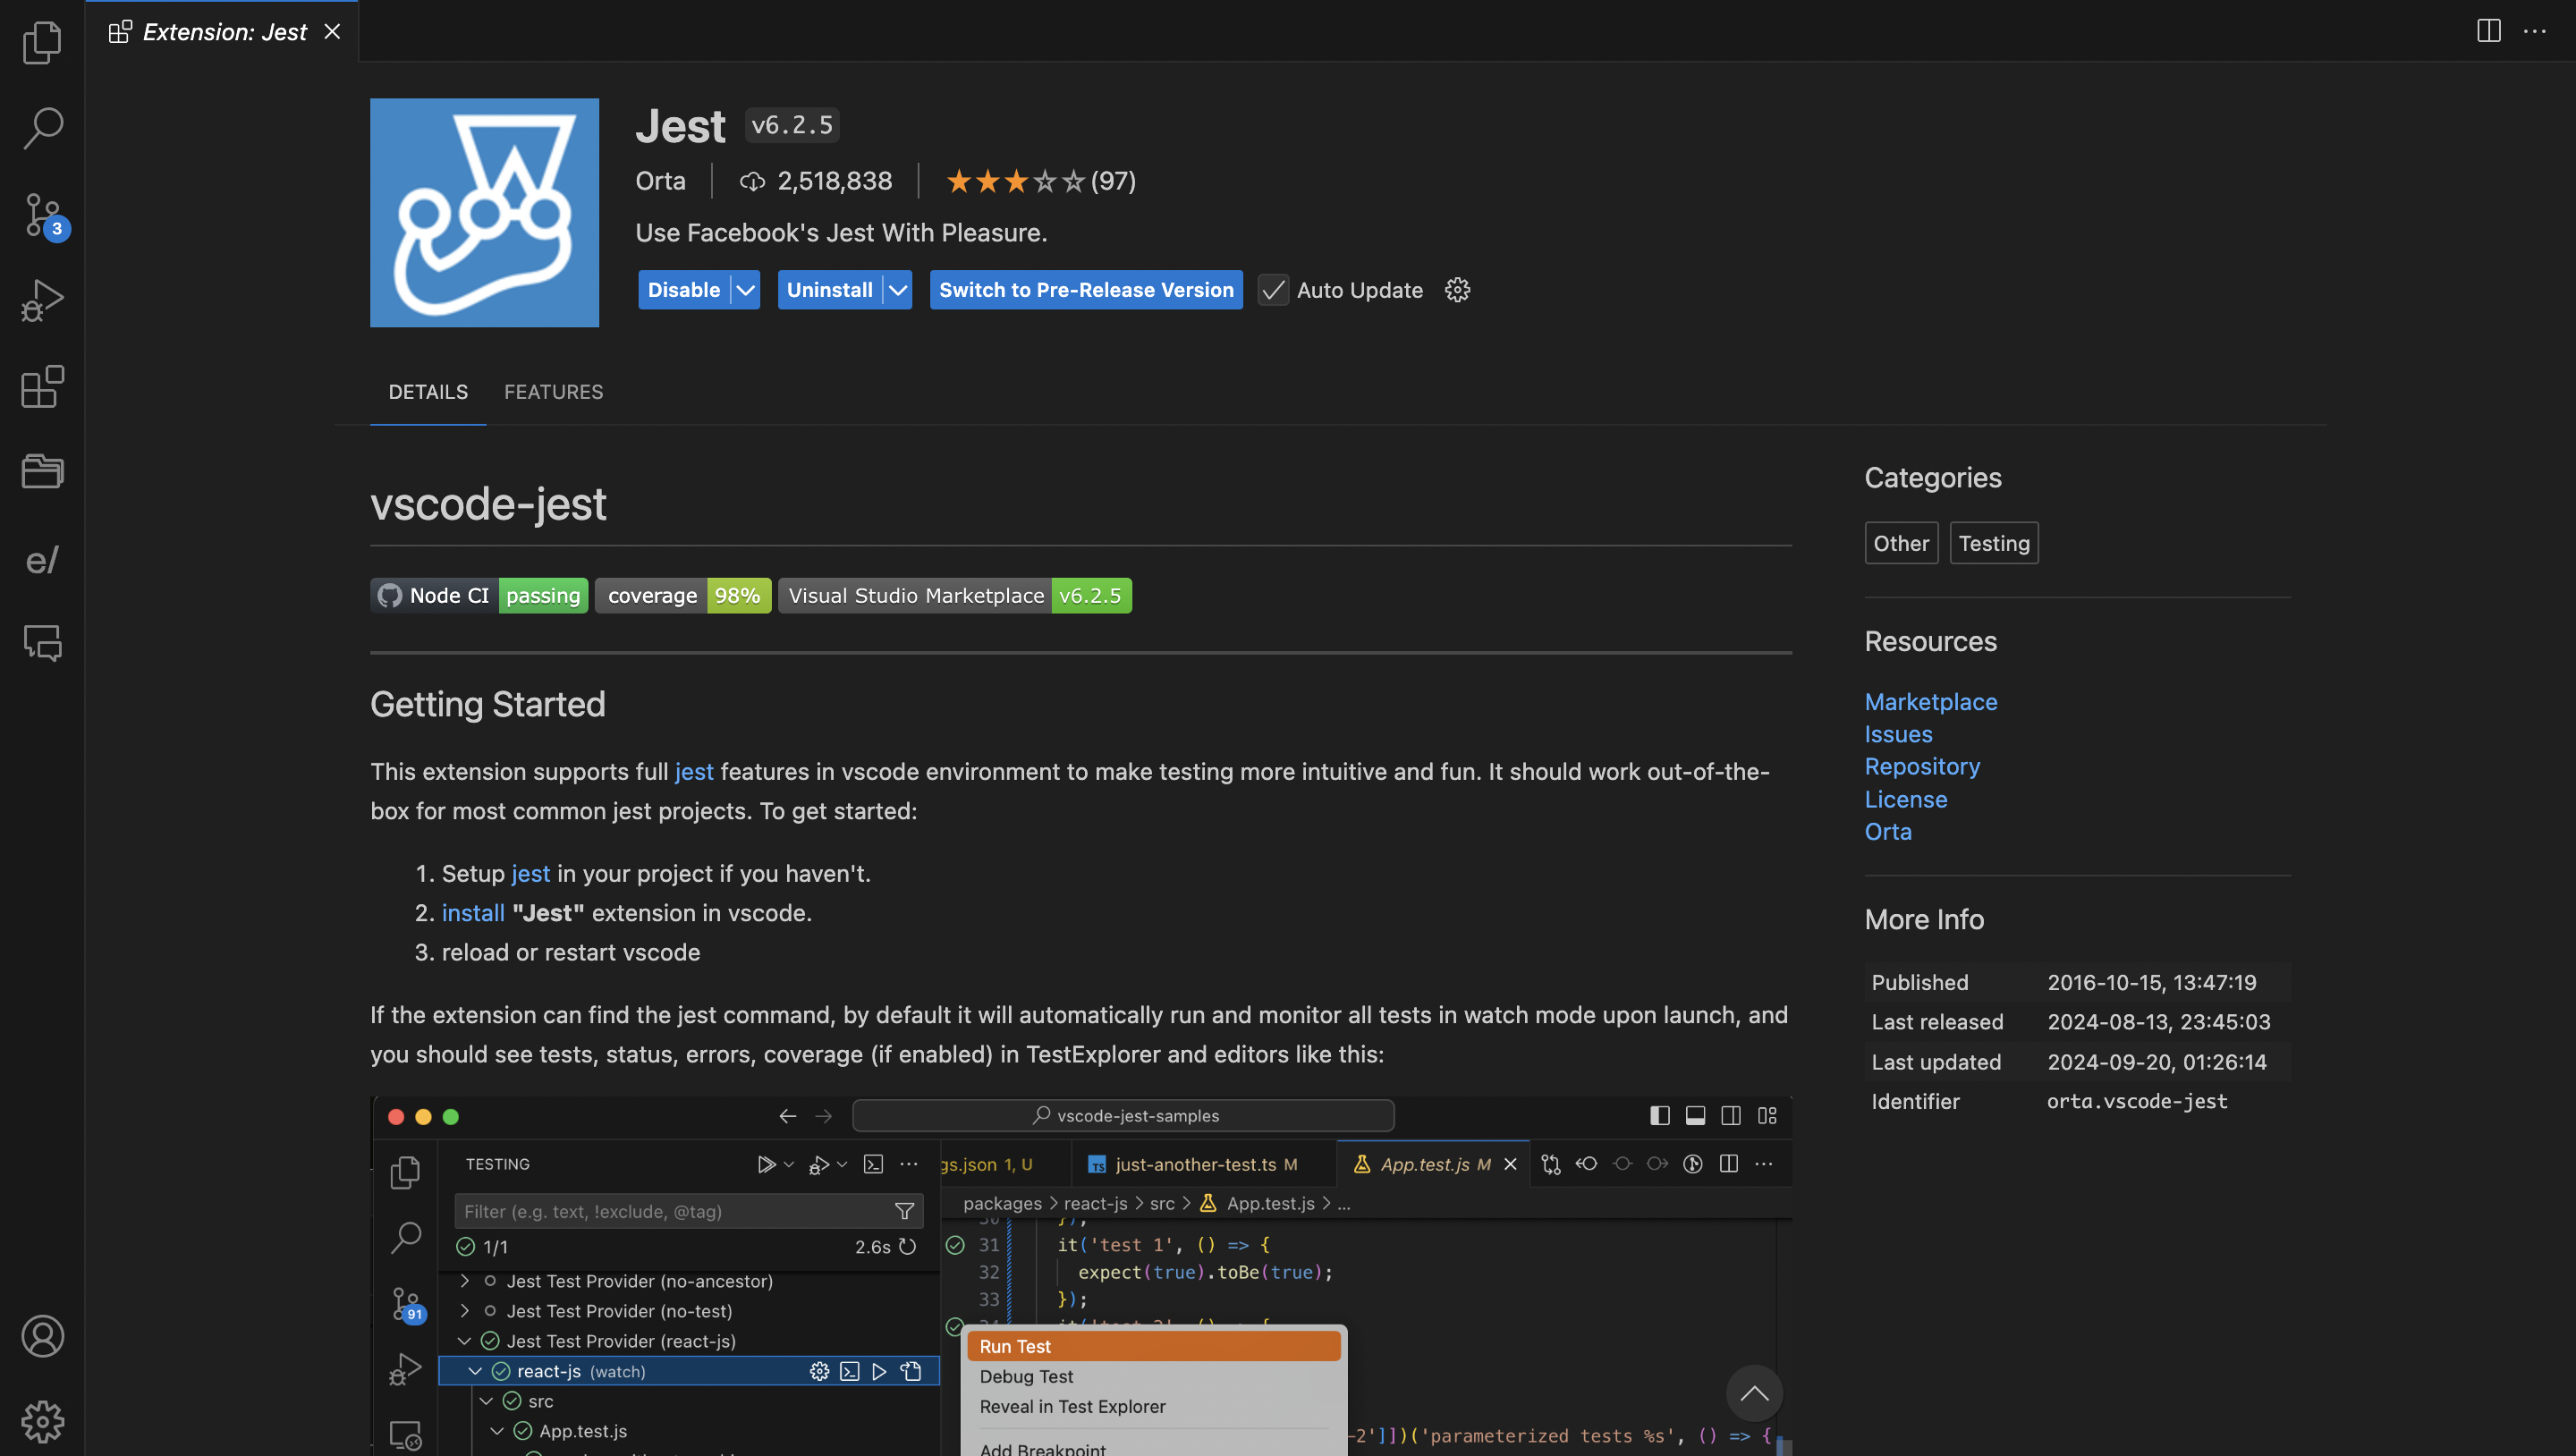 Extension: Jest
3
e/
Jest v6.2.5
Orta 2,518,838 (97)
Use Facebook's Jest With Pleasure.
Disable Uninstall Switch to Pre-Release Version Auto Update
DETAILS FEATURES
vscode-jest
Node CI passing coverage 98% Visual Studio Marketplace v6.2.5
Getting Started
This extension supports full jest features in vscode environment to make testing more intuitive and fun. It should work out-of-the-
box for most common jest projects. To get started:
1. Setup jest in your project if you haven't.
2. install "Jest" extension in vscode.
3. reload or restart vscode
If the extension can find the jest command, by default it will automatically run and monitor all tests in watch mode upon launch, and
you should see tests, status, errors, coverage (if enabled) in TestExplorer and editors like this:
vscode-jest-samples
TESTING
Filter (e.g. text, !exclude, @tag)
1/1 2.6s
Jest Test Provider (no-ancestor)
Jest Test Provider (no-test)
Jest Test Provider (react-js)
react-js (watch)
src
App.test.js
91
gs.json 1, U
TS just-another-test.ts M
App.test.js M
packages > react-js > src > App.test.js > ...
30 });
31 it('test 1', () => {
32 expect(true).toBe(true);
33 });
34 it('test 2', () => {
Run Test
Debug Test
Reveal in Test Explorer
Add Breakpoint
-2']])('parameterized tests %s', () => {
Categories
Other Testing
Resources
Marketplace
Issues
Repository
License
Orta
More Info
Published 2016-10-15, 13:47:19
Last released 2024-08-13, 23:45:03
Last updated 2024-09-20, 01:26:14
Identifier orta.vscode-jest